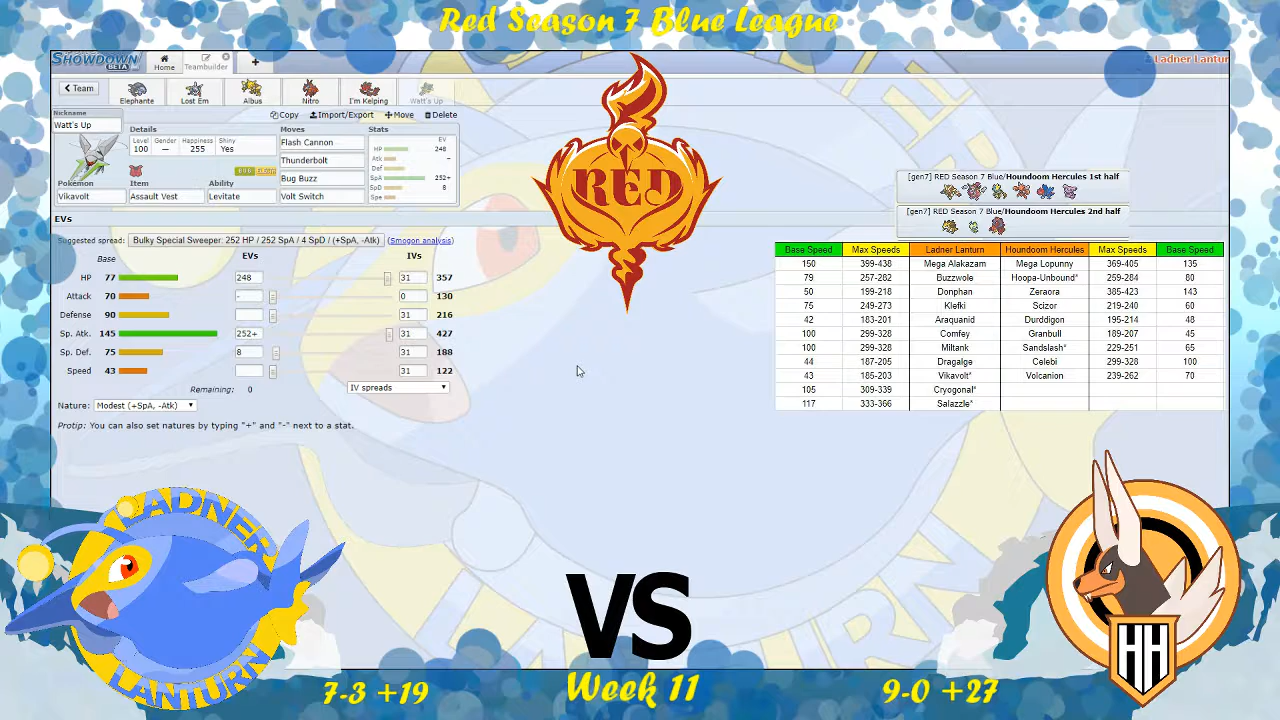 Red Season 7 Blue League
SHOWDOWN
BETA
Home
Teambuilder
+
Ladner Lantur
Team
Elephante
Lost Em
Albus
Nitro
I'm Kelping
Watt's Up
Copy Import/Export Move Delete
Nickname
Watt's Up
Details
Level Gender Happiness Shiny
100 — 255 Yes
Moves
Flash Cannon
Thunderbolt
Bug Buzz
Volt Switch
Stats
EV
HP 248
Atk –
Def
SpA 252+
SpD 8
Spe
Pokémon Item Ability
Vikavolt Assault Vest Levitate
EVs
Suggested spread: Bulky Special Sweeper: 252 HP / 252 SpA / 4 SpD / (+SpA, -Atk) (Smogon analysis)
Base EVs IVs
HP 77 248 31 357
Attack 70 - 0 130
Defense 90 31 216
Sp. Atk. 145 252+ 31 427
Sp. Def. 75 8 31 188
Speed 43 31 122
Remaining: 0
IV spreads
Nature: Modest (+SpA, -Atk)
Protip: You can also set natures by typing "+" and "-" next to a stat.
RED
[gen7] RED Season 7 Blue/Houndoom Hercules 1st half
[gen7] RED Season 7 Blue/Houndoom Hercules 2nd half
Base Speed Max Speeds Ladner Lanturn Houndoom Hercules Max Speeds Base Speed
150 399-438 Mega Alakazam Mega Lopunny 369-405 135
79 257-282 Buzzwole Hoopa-Unbound* 259-284 80
50 199-218 Donphan Zeraora 385-423 143
75 249-273 Klefki Scizor 219-240 60
42 183-201 Araquanid Durddigon 195-214 48
100 299-328 Comfey Granbull 189-207 45
100 299-328 Miltank Sandslash* 229-251 65
44 187-205 Dragalge Celebi 299-328 100
43 185-203 Vikavolt* Volcanion 239-262 70
105 309-339 Cryogonal*
117 333-366 Salazzle*
LADNER
LANTURN
VS
HH
7-3 +19
Week 11
9-0 +27